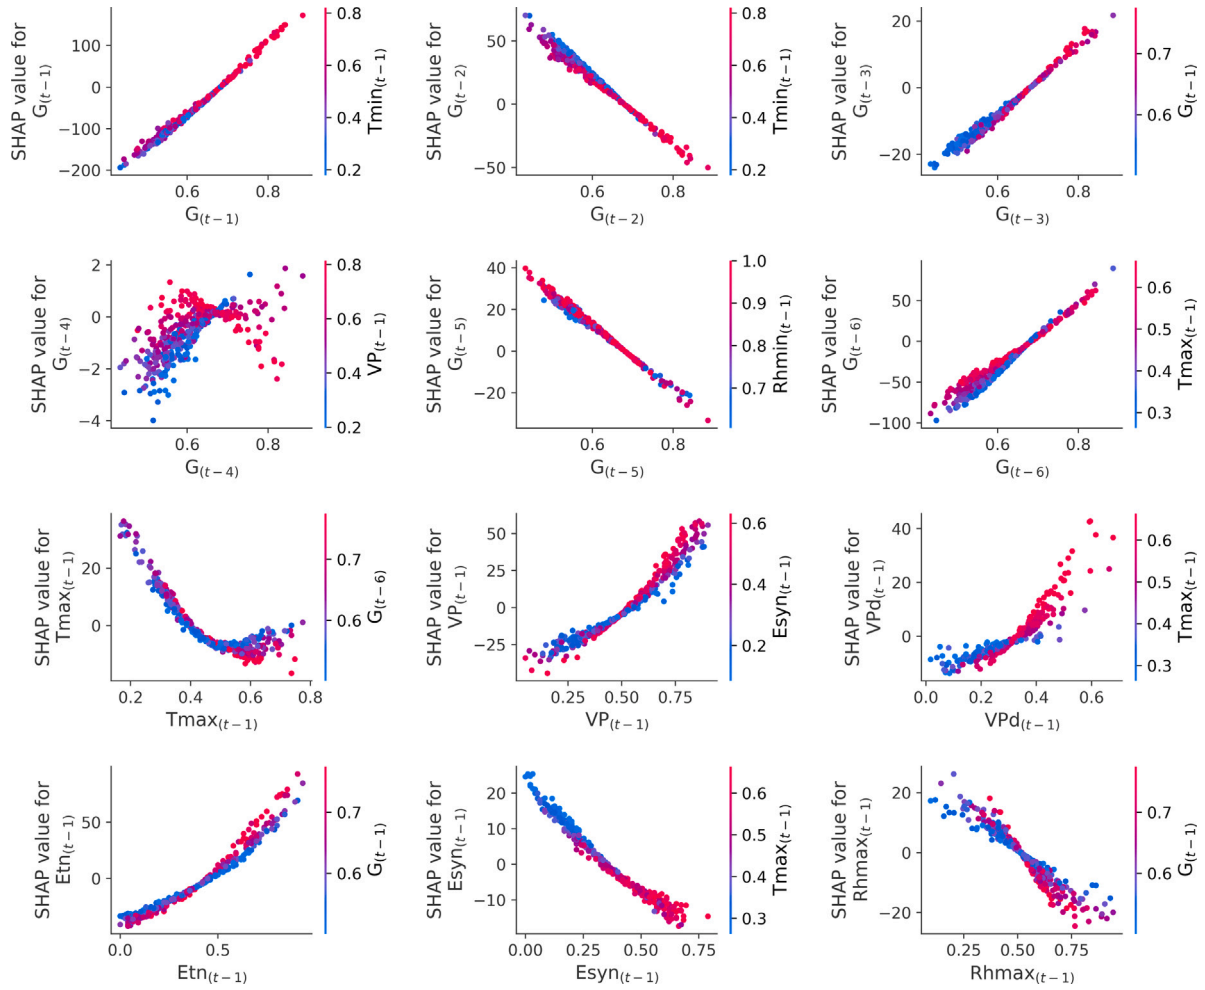 SHAP value for
G(t−1)
100
0
−100
−200
0.6 0.8
G(t−1)
0.8
0.6
0.4
0.2
Tmin(t−1)
SHAP value for
G(t−2)
50
0
−50
0.6 0.8
G(t−2)
0.8
0.6
0.4
0.2
Tmin(t−1)
SHAP value for
G(t−3)
20
0
−20
0.6 0.8
G(t−3)
0.7
0.6
G(t−1)
SHAP value for
G(t−4)
2
0
−2
−4
0.6 0.8
G(t−4)
0.8
0.6
0.4
0.2
VP(t−1)
SHAP value for
G(t−5)
40
20
0
−20
0.6 0.8
G(t−5)
1.0
0.9
0.8
0.7
Rhmin(t−1)
SHAP value for
G(t−6)
50
0
−50
−100
0.6 0.8
G(t−6)
0.6
0.5
0.4
0.3
Tmax(t−1)
SHAP value for
Tmax(t−1)
20
0
0.2 0.4 0.6 0.8
Tmax(t−1)
0.7
0.6
G(t−6)
SHAP value for
VP(t−1)
50
25
0
−25
0.25 0.50 0.75
VP(t−1)
0.6
0.4
0.2
Esyn(t−1)
SHAP value for
VPd(t−1)
40
20
0
0.0 0.2 0.4 0.6
VPd(t−1)
0.6
0.5
0.4
0.3
Tmax(t−1)
SHAP value for
Etn(t−1)
50
0
0.0 0.5
Etn(t−1)
0.7
0.6
G(t−1)
SHAP value for
Esyn(t−1)
20
10
0
−10
0.00 0.25 0.50 0.75
Esyn(t−1)
0.6
0.5
0.4
0.3
Tmax(t−1)
SHAP value for
Rhmax(t−1)
20
0
−20
0.25 0.50 0.75
Rhmax(t−1)
0.7
0.6
G(t−1)